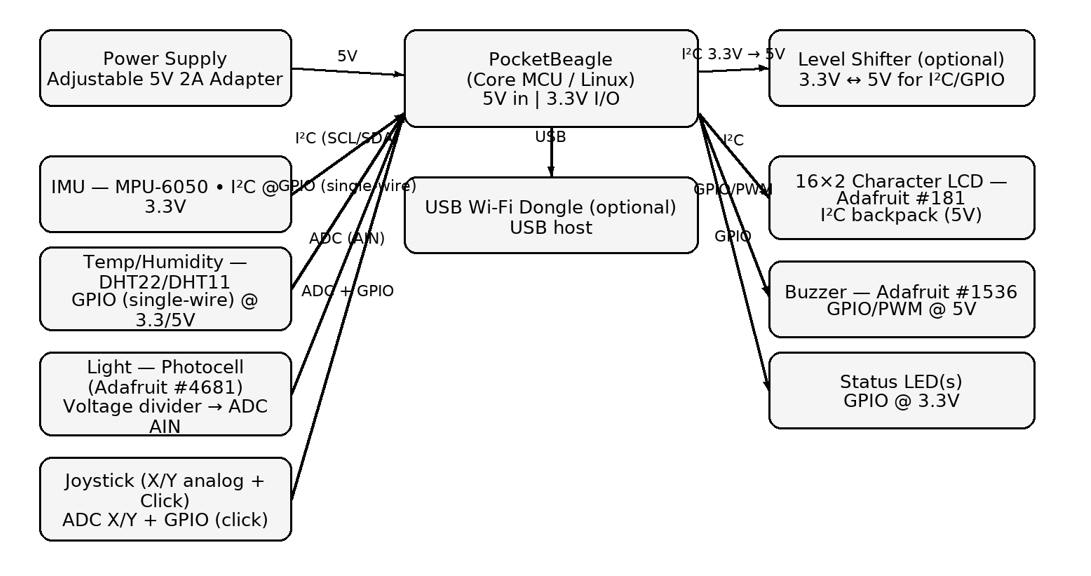 Power Supply
Adjustable 5V 2A Adapter
5V
PocketBeagle
(Core MCU / Linux)
5V in | 3.3V I/O
I²C 3.3V → 5V
Level Shifter (optional)
3.3V ↔ 5V for I²C/GPIO
I²C (SCL/SDA)
USB
I²C
IMU — MPU-6050 • I²C @
3.3V
GPIO (single-wire)
USB Wi-Fi Dongle (optional)
USB host
GPIO/PWM
16×2 Character LCD —
Adafruit #181
I²C backpack (5V)
Temp/Humidity —
DHT22/DHT11
GPIO (single-wire) @
3.3/5V
ADC (AIN)
GPIO
ADC + GPIO
Buzzer — Adafruit #1536
GPIO/PWM @ 5V
Light — Photocell
(Adafruit #4681)
Voltage divider → ADC
AIN
Status LED(s)
GPIO @ 3.3V
Joystick (X/Y analog +
Click)
ADC X/Y + GPIO (click)